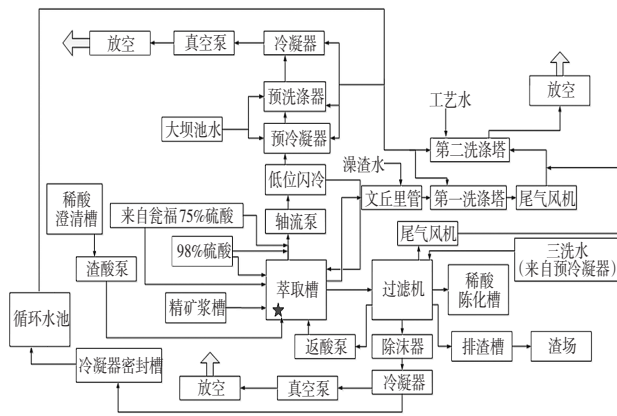 放空
真空泵
冷凝器
预洗涤器
大坝池水
预冷凝器
低位闪冷
轴流泵
工艺水
放空
第二洗涤塔
澡渣水
文丘里管
第一洗涤塔
尾气风机
稀酸
澄清槽
来自瓮福75%硫酸
98%硫酸
渣酸泵
尾气风机
三洗水
(来自预冷凝器)
萃取槽
过滤机
稀酸
陈化槽
精矿浆槽
循环水池
返酸泵
除沫器
排渣槽
渣场
冷凝器密封槽
放空
真空泵
冷凝器